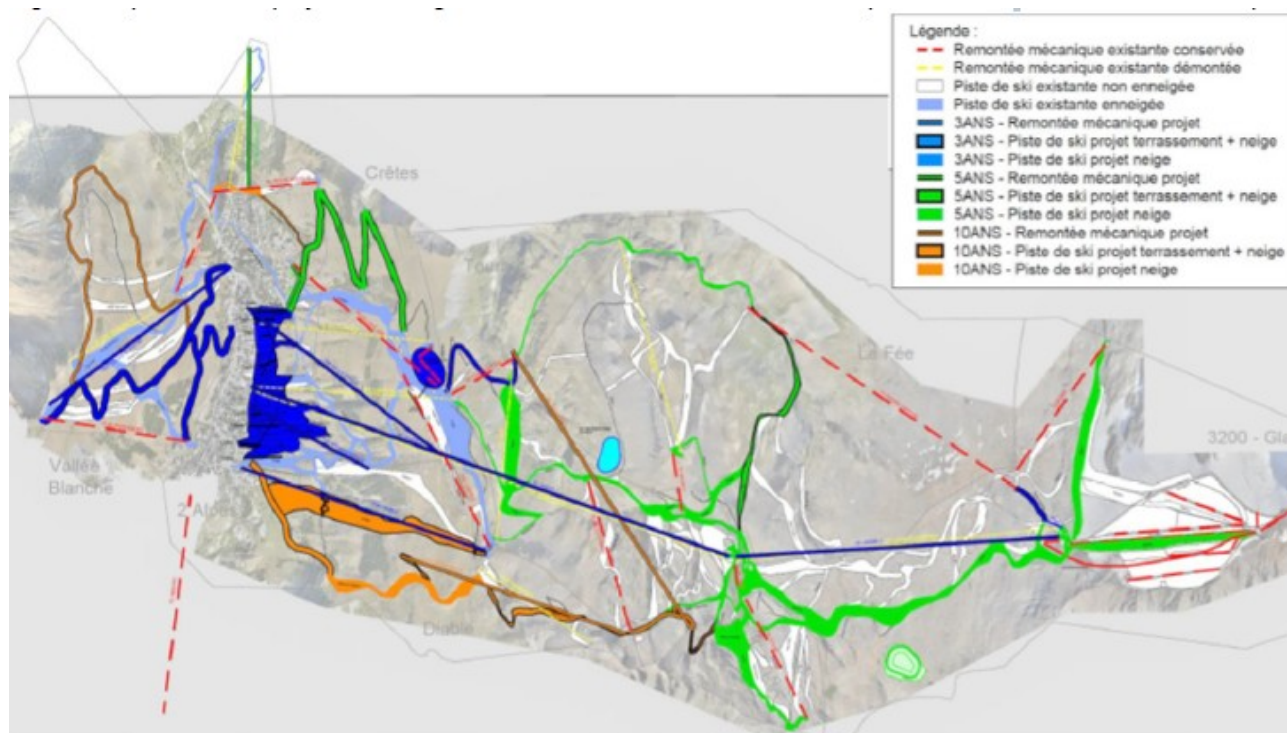 Légende :
Remontée mécanique existante conservée
Remontée mécanique existante démontée
Piste de ski existante non enneigée
Piste de ski existante enneigée
3ANS - Remontée mécanique projet
3ANS - Piste de ski projet terrassement + neige
3ANS - Piste de ski projet neige
5ANS - Remontée mécanique projet
5ANS - Piste de ski projet terrassement + neige
5ANS - Piste de ski projet neige
10ANS - Remontée mécanique projet
10ANS - Piste de ski projet terrassement + neige
10ANS - Piste de ski projet neige
Crêtes
La Fée
3200 - Gla
Vallée
Blanche
2 Alpes
Diable